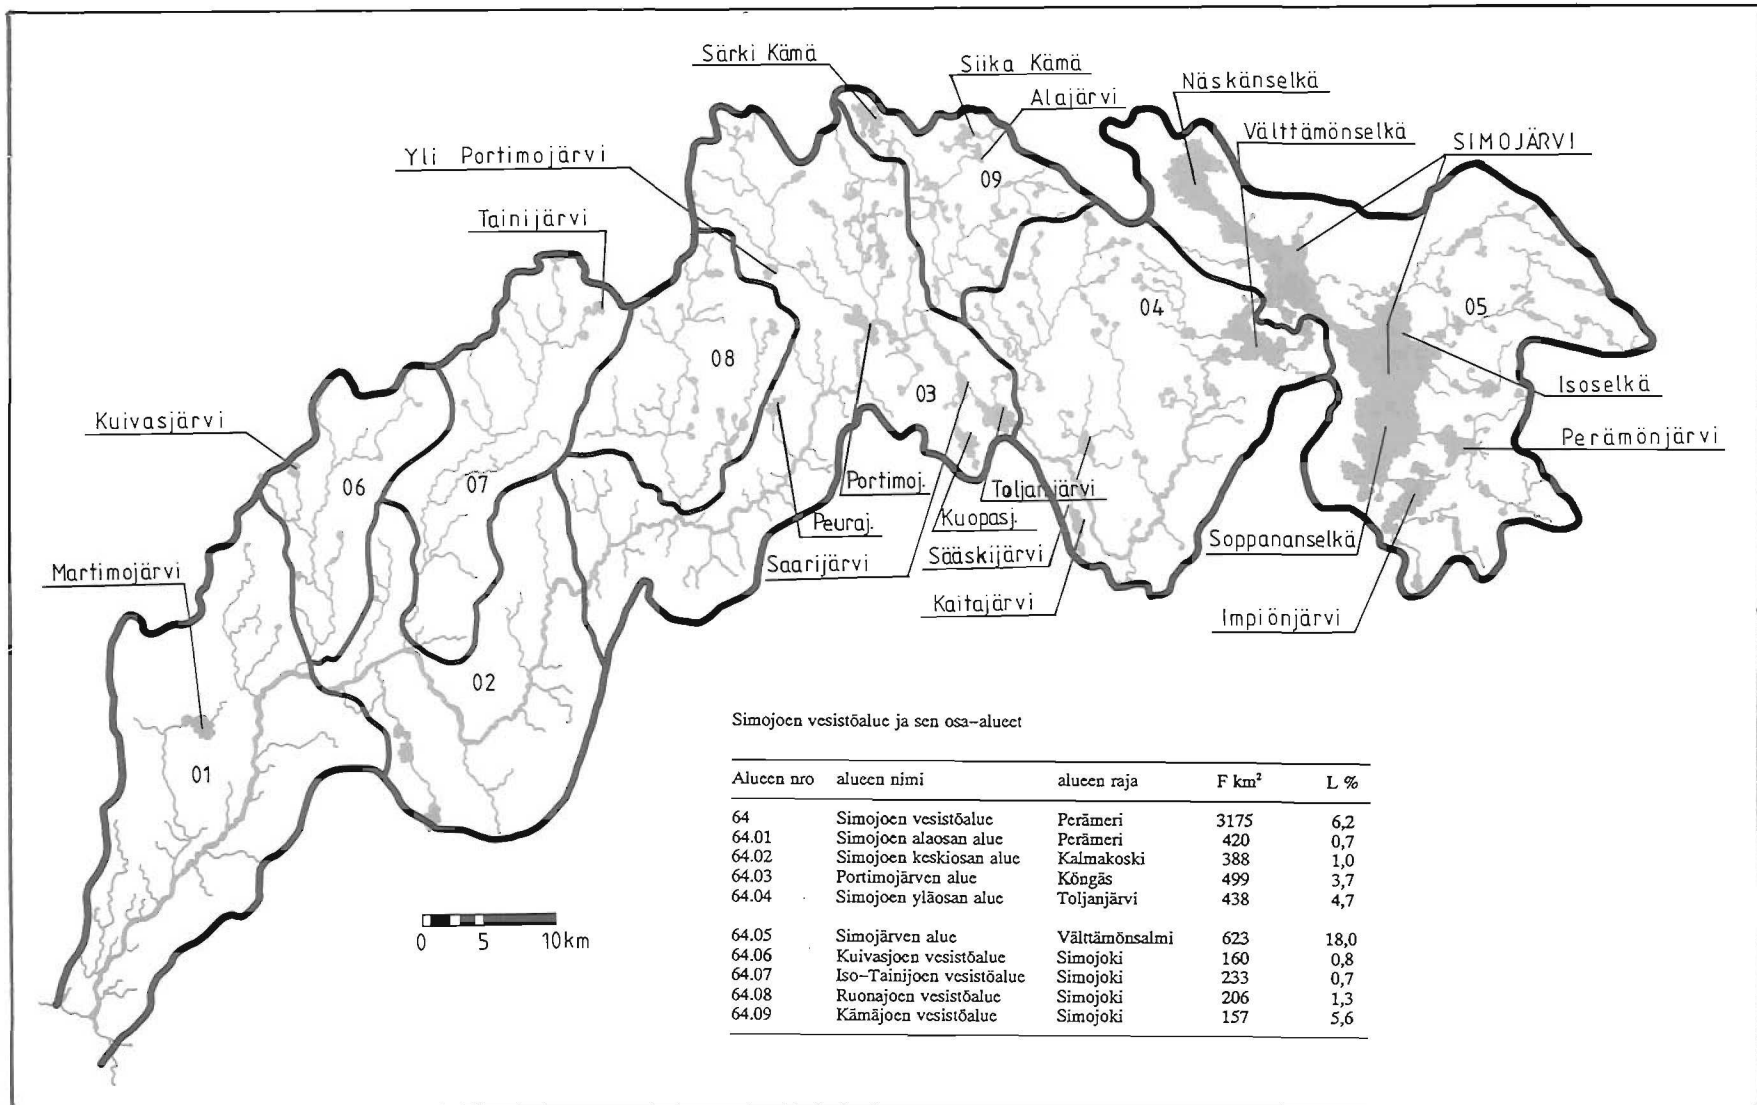 Särki Kämä
Siika Kämä
Näskänselkä
Alajärvi
Välttämönselkä
SIMOJÄRVI
Yli Portimojärvi
09
Tainijärvi
04
05
08
Isoselkä
03
Kuivasjärvi
Perämönjärvi
06
07
Portimoj.
Toljanjärvi
Peuraj.
Kuopasj.
Soppananselkä
Saarijärvi
Sääskijärvi
Martimojärvi
Kaitajärvi
Impiönjärvi
02
01
0 5 10km
Simojoen vesistöalue ja sen osa-alueet
Alueen nro alueen nimi alueen raja F km² L %
64 Simojoen vesistöalue Perämeri 3175 6,2
64.01 Simojoen alaosan alue Perämeri 420 0,7
64.02 Simojoen keskiosan alue Kalmakoski 388 1,0
64.03 Portimojärven alue Köngäs 499 3,7
64.04 Simojoen yläosan alue Toljanjärvi 438 4,7
64.05 Simojärven alue Välttämönsalmi 623 18,0
64.06 Kuivasjoen vesistöalue Simojoki 160 0,8
64.07 Iso-Tainijoen vesistöalue Simojoki 233 0,7
64.08 Ruonajoen vesistöalue Simojoki 206 1,3
64.09 Kämäjoen vesistöalue Simojoki 157 5,6